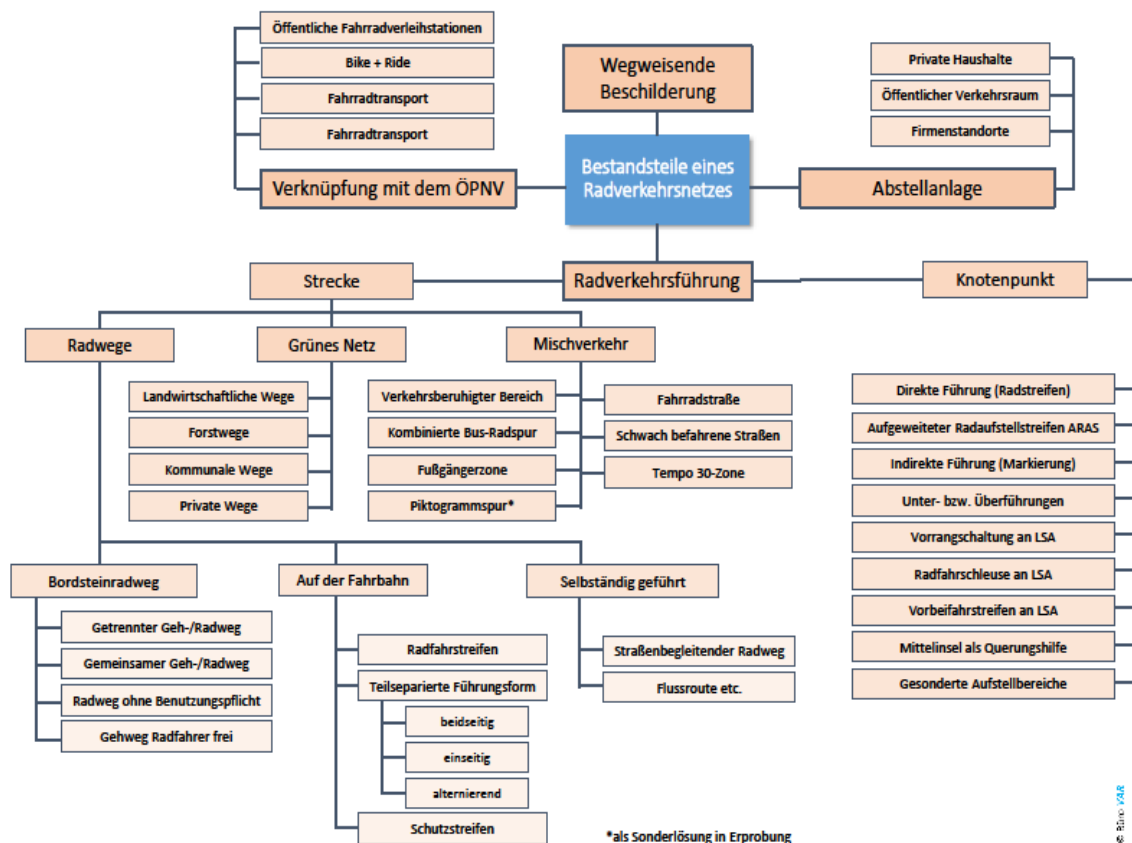 Öffentliche Fahrradverleihstationen
Bike + Ride
Fahrradtransport
Fahrradtransport
Verknüpfung mit dem ÖPNV
Wegweisende
Beschilderung
Bestandteile eines
Radverkehrsnetzes
Private Haushalte
Öffentlicher Verkehrsraum
Firmenstandorte
Abstellanlage
Strecke
Radverkehrsführung
Knotenpunkt
Radwege
Grünes Netz
Mischverkehr
Landwirtschaftliche Wege
Forstwege
Kommunale Wege
Private Wege
Verkehrsberuhigter Bereich
Kombinierte Bus-Radspur
Fußgängerzone
Piktogrammspur*
Fahrradstraße
Schwach befahrene Straßen
Tempo 30-Zone
Direkte Führung (Radstreifen)
Aufgeweiteter Radaufstellstreifen ARAS
Indirekte Führung (Markierung)
Unter- bzw. Überführungen
Vorrangschaltung an LSA
Radfahrschleuse an LSA
Vorbeifahrstreifen an LSA
Mittelinsel als Querungshilfe
Gesonderte Aufstellbereiche
Bordsteinradweg
Auf der Fahrbahn
Selbständig geführt
Getrennter Geh-/Radweg
Gemeinsamer Geh-/Radweg
Radweg ohne Benutzungspflicht
Gehweg Radfahrer frei
Radfahrstreifen
Teilseparierte Führungsform
beidseitig
einseitig
alternierend
Schutzstreifen
Straßenbegleitender Radweg
Flussroute etc.
*als Sonderlösung in Erprobung
© Büro VAR